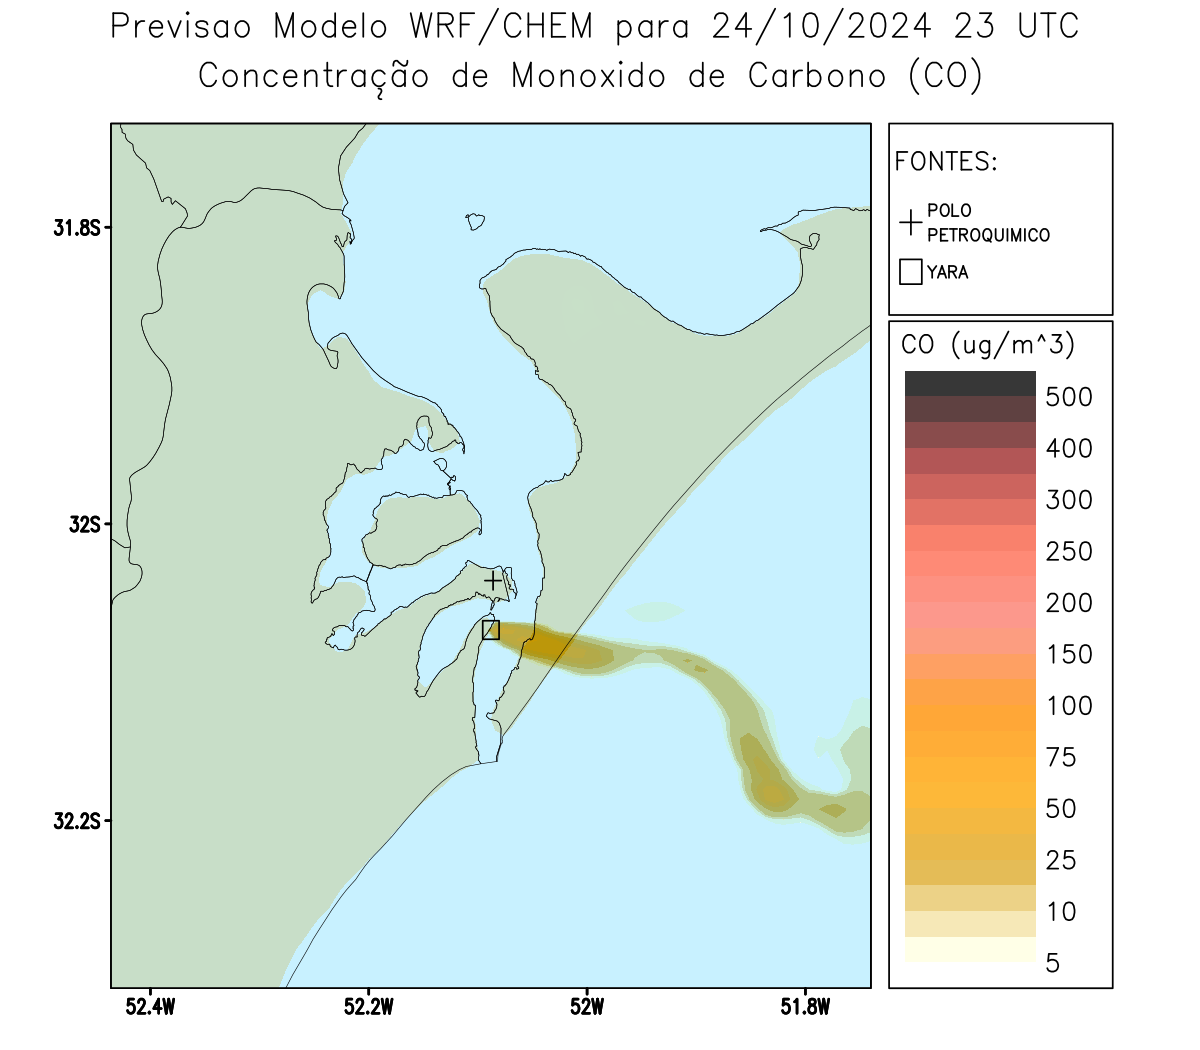 Previsao Modelo WRF/CHEM para 24/10/2024 23 UTC
Concentração de Monoxido de Carbono (CO)
FONTES:
POLO
PETROQUIMICO
YARA
CO (ug/m^3)
500
400
300
250
200
150
100
75
50
25
10
5
31.8S
32S
32.2S
52.4W
52.2W
52W
51.8W